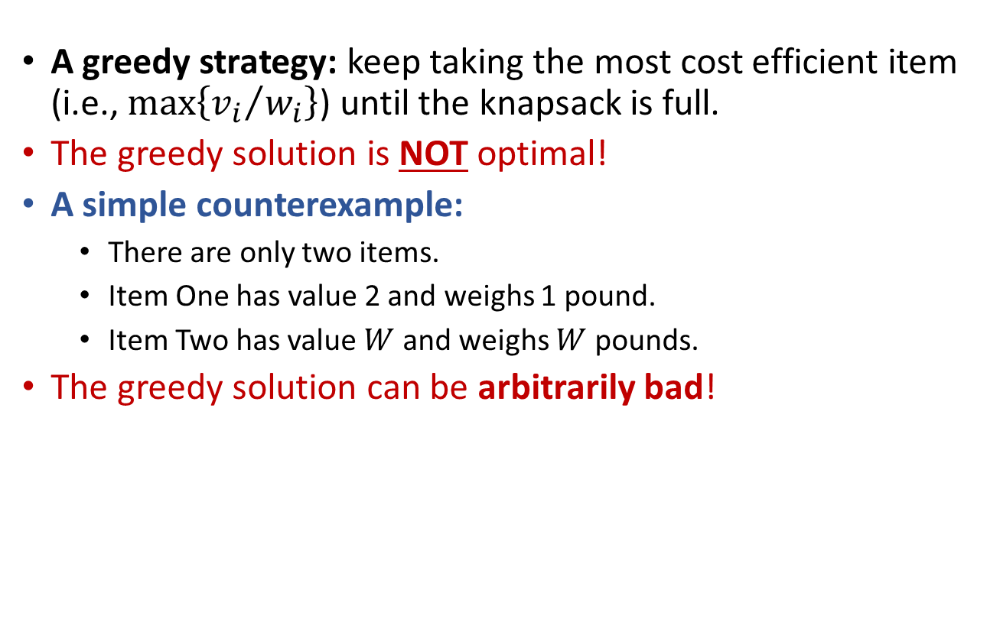 • A greedy strategy: keep taking the most cost efficient item
(i.e., max{𝑣ᵢ/𝑤ᵢ}) until the knapsack is full.
• The greedy solution is NOT optimal!
• A simple counterexample:
• There are only two items.
• Item One has value 2 and weighs 1 pound.
• Item Two has value 𝑊 and weighs 𝑊 pounds.
• The greedy solution can be arbitrarily bad!